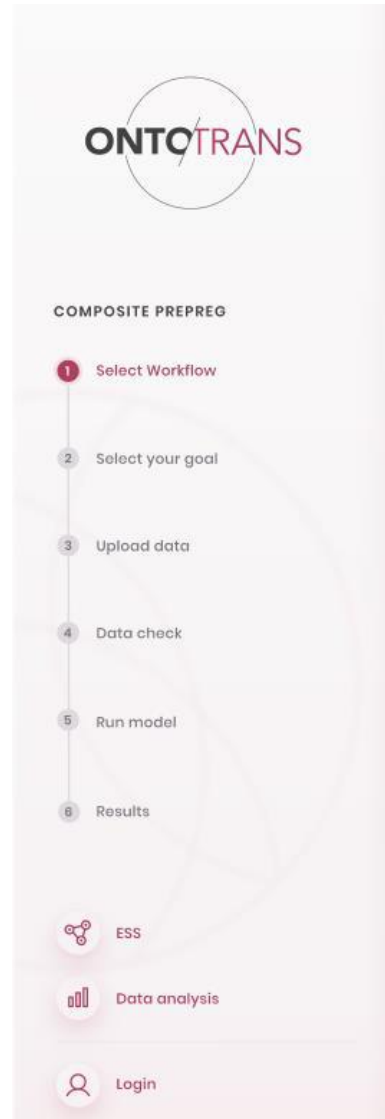 ONTOTRANS
COMPOSITE PREPREG
1 Select Workflow
2 Select your goal
3 Upload data
4 Data check
5 Run model
6 Results
ESS
Data analysis
Login